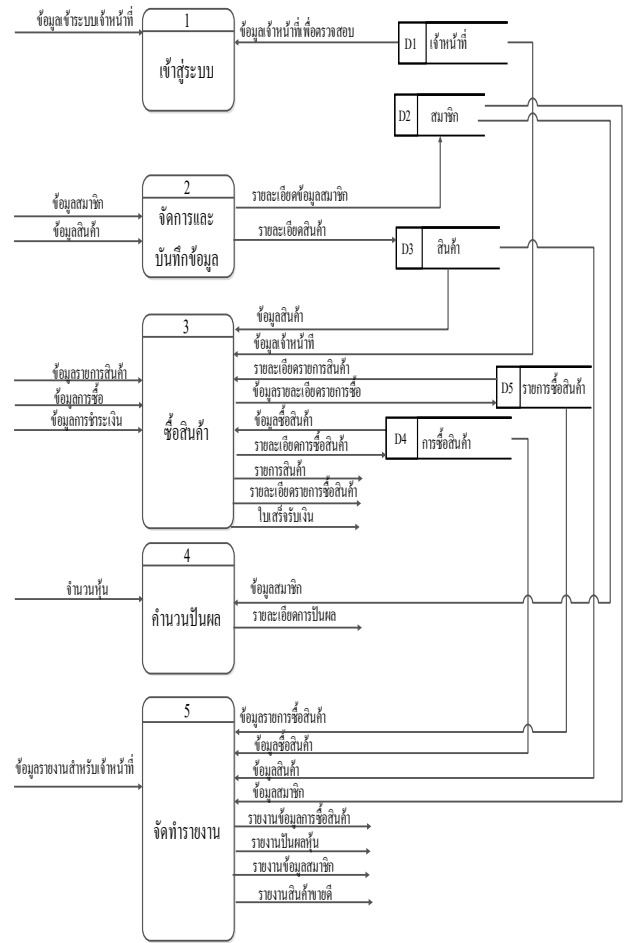 ข้อมูลเข้าระบบเจ้าหน้าที่
1
เข้าสู่ระบบ
ข้อมูลเจ้าหน้าที่เพื่อตรวจสอบ
D1 เจ้าหน้าที่
D2 สมาชิก
ข้อมูลสมาชิก
ข้อมูลสินค้า
2
จัดการและ
บันทึกข้อมูล
รายละเอียดข้อมูลสมาชิก
รายละเอียดสินค้า
D3 สินค้า
ข้อมูลรายการสินค้า
ข้อมูลการซื้อ
ข้อมูลการชำระเงิน
3
ซื้อสินค้า
ข้อมูลสินค้า
ข้อมูลเจ้าหน้าที
รายละเอียดรายการสินค้า
ข้อมูลรายละเอียดรายการซื้อ
D5 รายการซื้อสินค้า
ข้อมูลซื้อสินค้า
รายละเอียดการซื้อสินค้า
D4 การซื้อสินค้า
รายการสินค้า
รายละเอียดรายการซื้อสินค้า
ใบเสร็จรับเงิน
จำนวนหุ้น
4
คำนวนปันผล
ข้อมูลสมาชิก
รายละเอียดการปันผล
ข้อมูลรายงานสำหรับเจ้าหน้าที่
5
จัดทำรายงาน
ข้อมูลรายการซื้อสินค้า
ข้อมูลซื้อสินค้า
ข้อมูลสินค้า
ข้อมูลสมาชิก
รายงานข้อมูลการซื้อสินค้า
รายงานปันผลหุ้น
รายงานข้อมูลสมาชิก
รายงานสินค้าขายดี